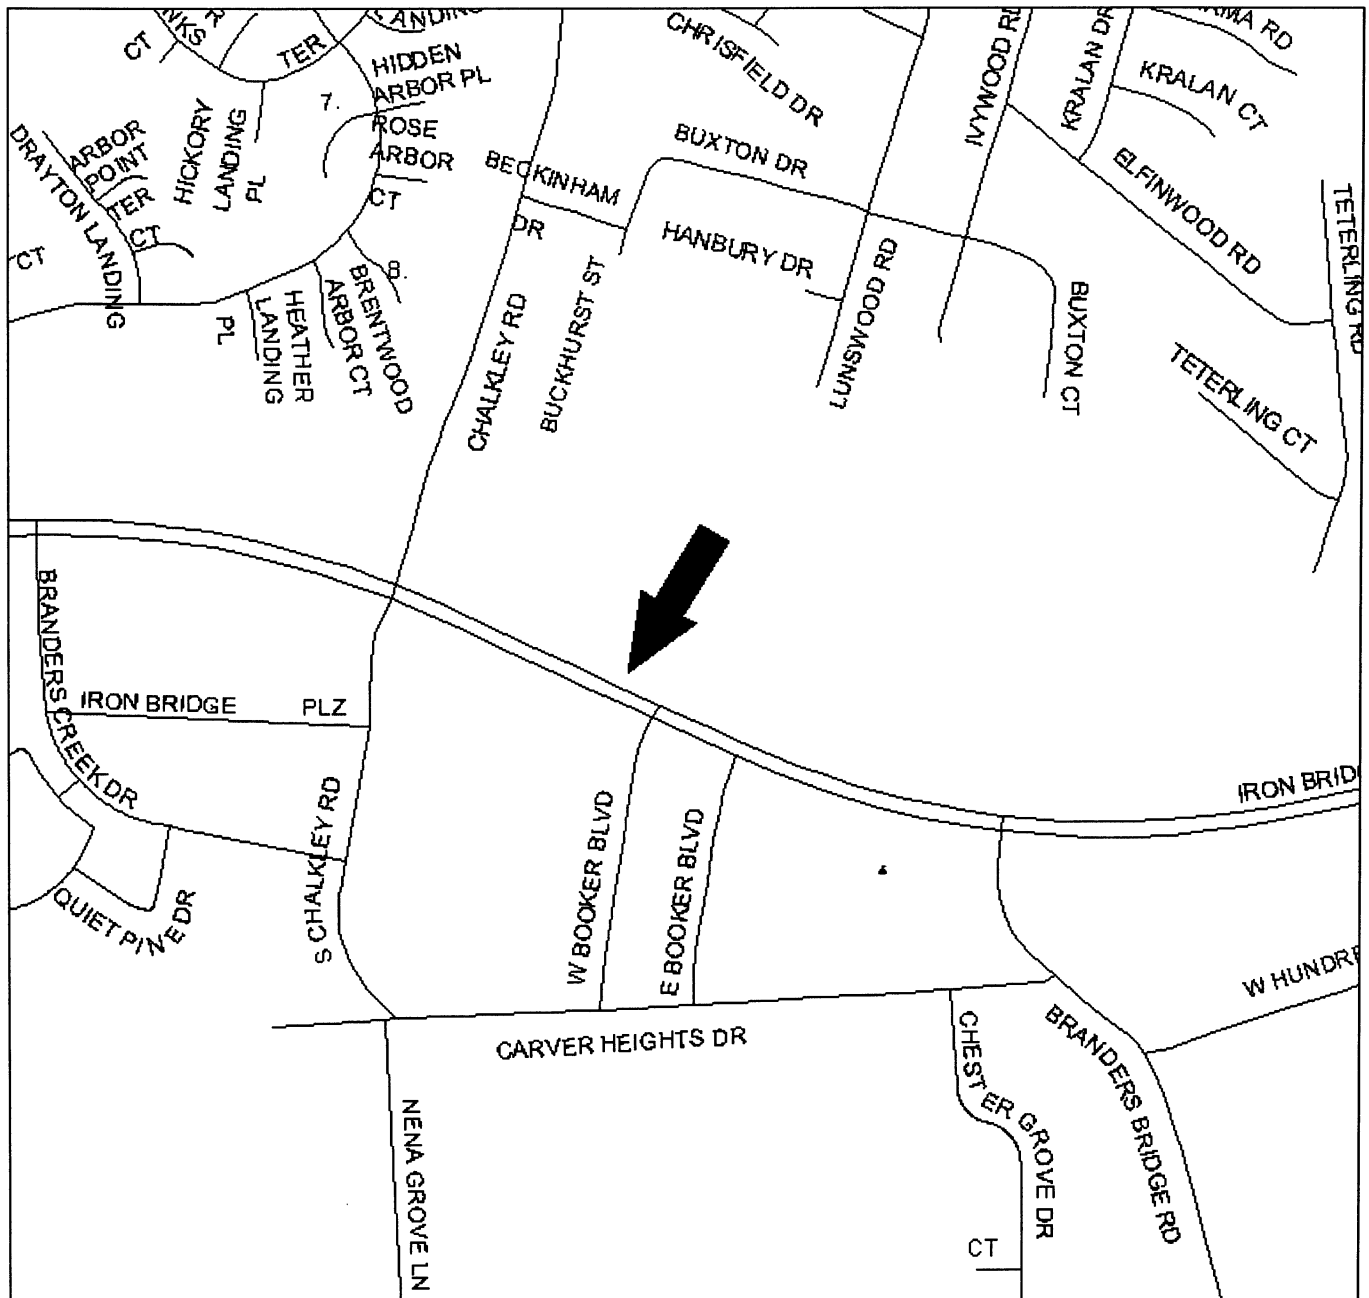 CT
TER
HIDDEN
ARBOR PL
7.
ROSE
ARBOR
CT
CHRISFIELD DR
IVYWOOD RD
KRALAN DR
KRALAN CT
DRAYTON LANDING
ARBOR
POINT
TER
CT
HICKORY
LANDING
PL
BECKINHAM
DR
BUXTON DR
ELFINWOOD RD
TETERLING RD
CT
HANBURY DR
8.
PL
HEATHER
LANDING
BRENTWOOD
ARBOR CT
CHALKLEY RD
BUCKHURST ST
LUNSWOOD RD
BUXTON CT
TETERLING CT
BRANDERS CREEK DR
IRON BRIDGE PLZ
IRON BRID
S CHALKLEY RD
W BOOKER BLVD
E BOOKER BLVD
QUIET PINE DR
W HUNDRE
CARVER HEIGHTS DR
CHESTER GROVE DR
BRANDERS BRIDGE RD
NENA GROVE LN
CT